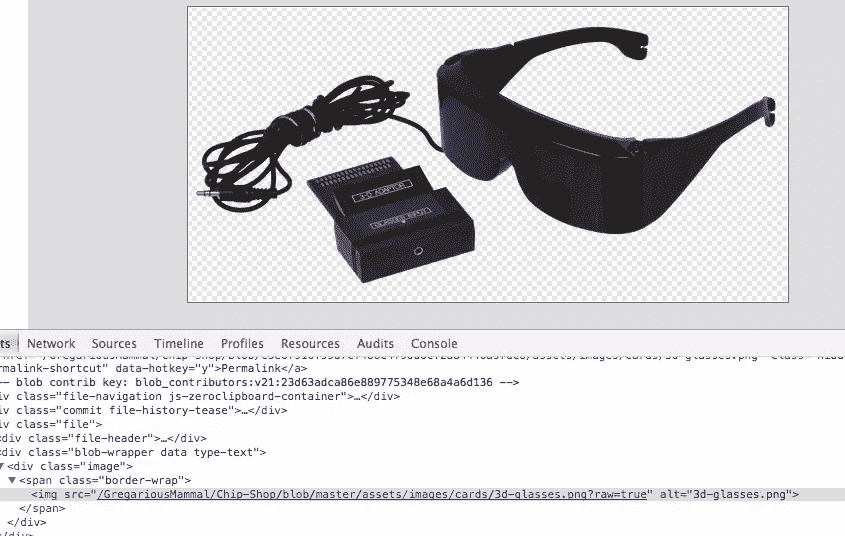 3-D ADAPTOR
GLASSES INPUT
ts Network Sources Timeline Profiles Resources Audits Console
permalink-shortcut" data-hotkey="y">Permalink</a>
-- blob contrib key: blob_contributors:v21:23d63adca86e889775348e68a4a6d136 -->
iv class="file-navigation js-zeroclipboard-container">…</div>
iv class="commit file-history-tease">…</div>
iv class="file">
<div class="file-header">…</div>
<div class="blob-wrapper data type-text">
▼<div class="image">
▼<span class="border-wrap">
<img src="/GregariousMammal/Chip-Shop/blob/master/assets/images/cards/3d-glasses.png?raw=true" alt="3d-glasses.png">
</span>
</div>
</div>